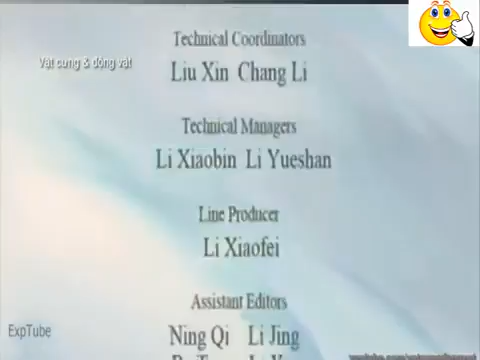 Technical Coordinators
Vật cưng & động vật
Liu Xin Chang Li
Technical Managers
Li Xiaobin Li Yueshan
Line Producer
Li Xiaofei
Assistant Editors
ExpTube
Ning Qi Li Jing